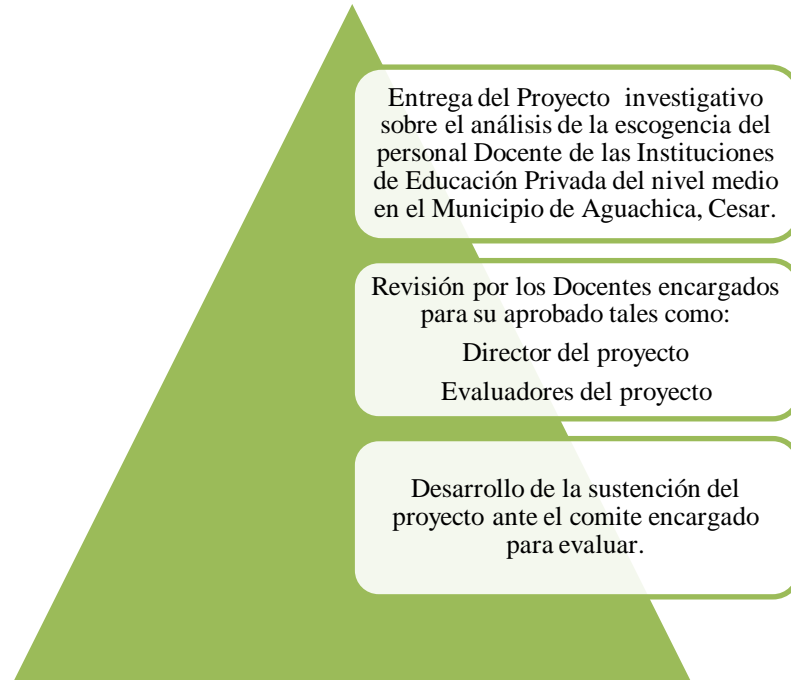 Entrega del Proyecto investigativo
sobre el análisis de la escogencia del
personal Docente de las Instituciones
de Educación Privada del nivel medio
en el Municipio de Aguachica, Cesar.
Revisión por los Docentes encargados
para su aprobado tales como:
Director del proyecto
Evaluadores del proyecto
Desarrollo de la sustención del
proyecto ante el comite encargado
para evaluar.